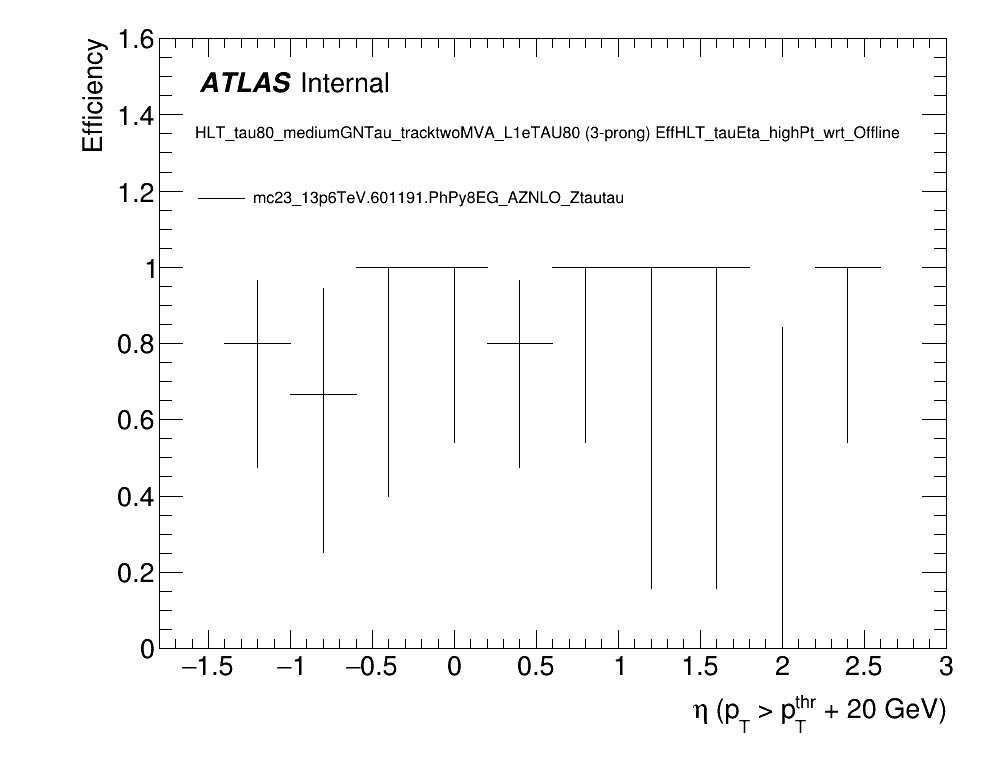 Efficiency
1.6
1.4
1.2
1
0.8
0.6
0.4
0.2
0
ATLAS Internal
HLT_tau80_mediumGNTau_tracktwoMVA_L1eTAU80 (3-prong) EffHLT_tauEta_highPt_wrt_Offline
mc23_13p6TeV.601191.PhPy8EG_AZNLO_Ztautau
−1.5 −1 −0.5 0 0.5 1 1.5 2 2.5 3
η (p_T > p_T^thr + 20 GeV)